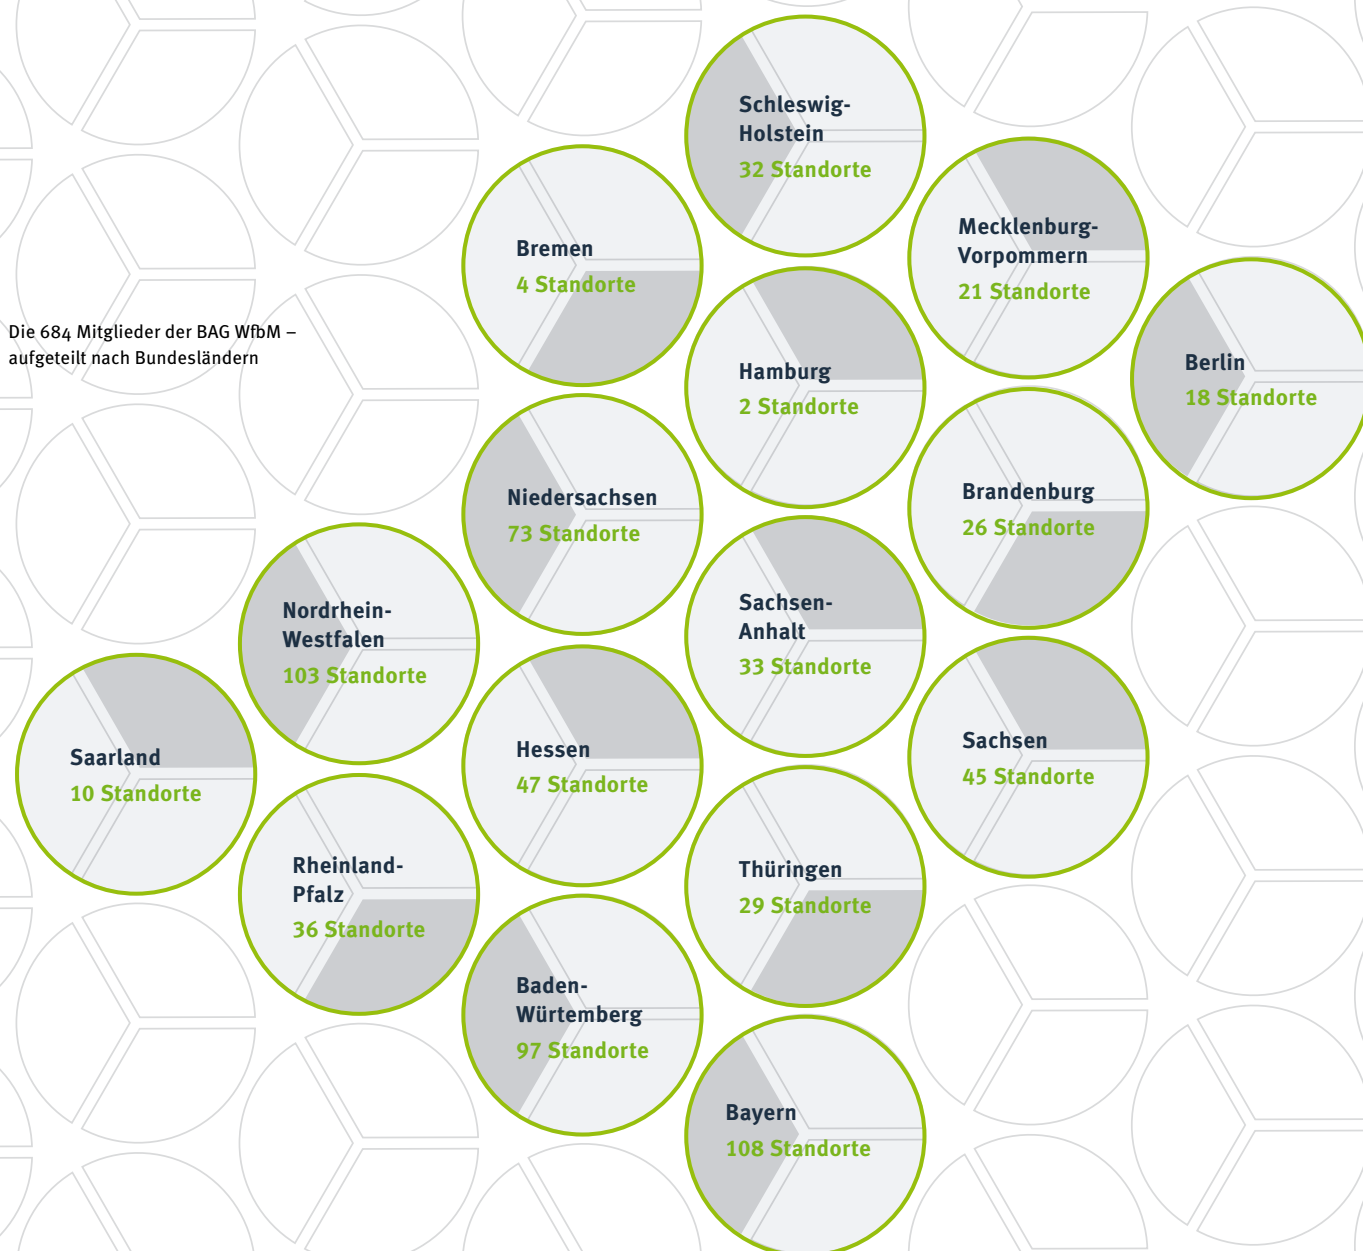 Schleswig-
Holstein
32 Standorte
Mecklenburg-
Vorpommern
21 Standorte
Bremen
4 Standorte
Die 684 Mitglieder der BAG WfbM –
aufgeteilt nach Bundesländern
Hamburg
2 Standorte
Berlin
18 Standorte
Niedersachsen
73 Standorte
Brandenburg
26 Standorte
Nordrhein-
Westfalen
103 Standorte
Sachsen-
Anhalt
33 Standorte
Saarland
10 Standorte
Hessen
47 Standorte
Sachsen
45 Standorte
Rheinland-
Pfalz
36 Standorte
Thüringen
29 Standorte
Baden-
Würtemberg
97 Standorte
Bayern
108 Standorte